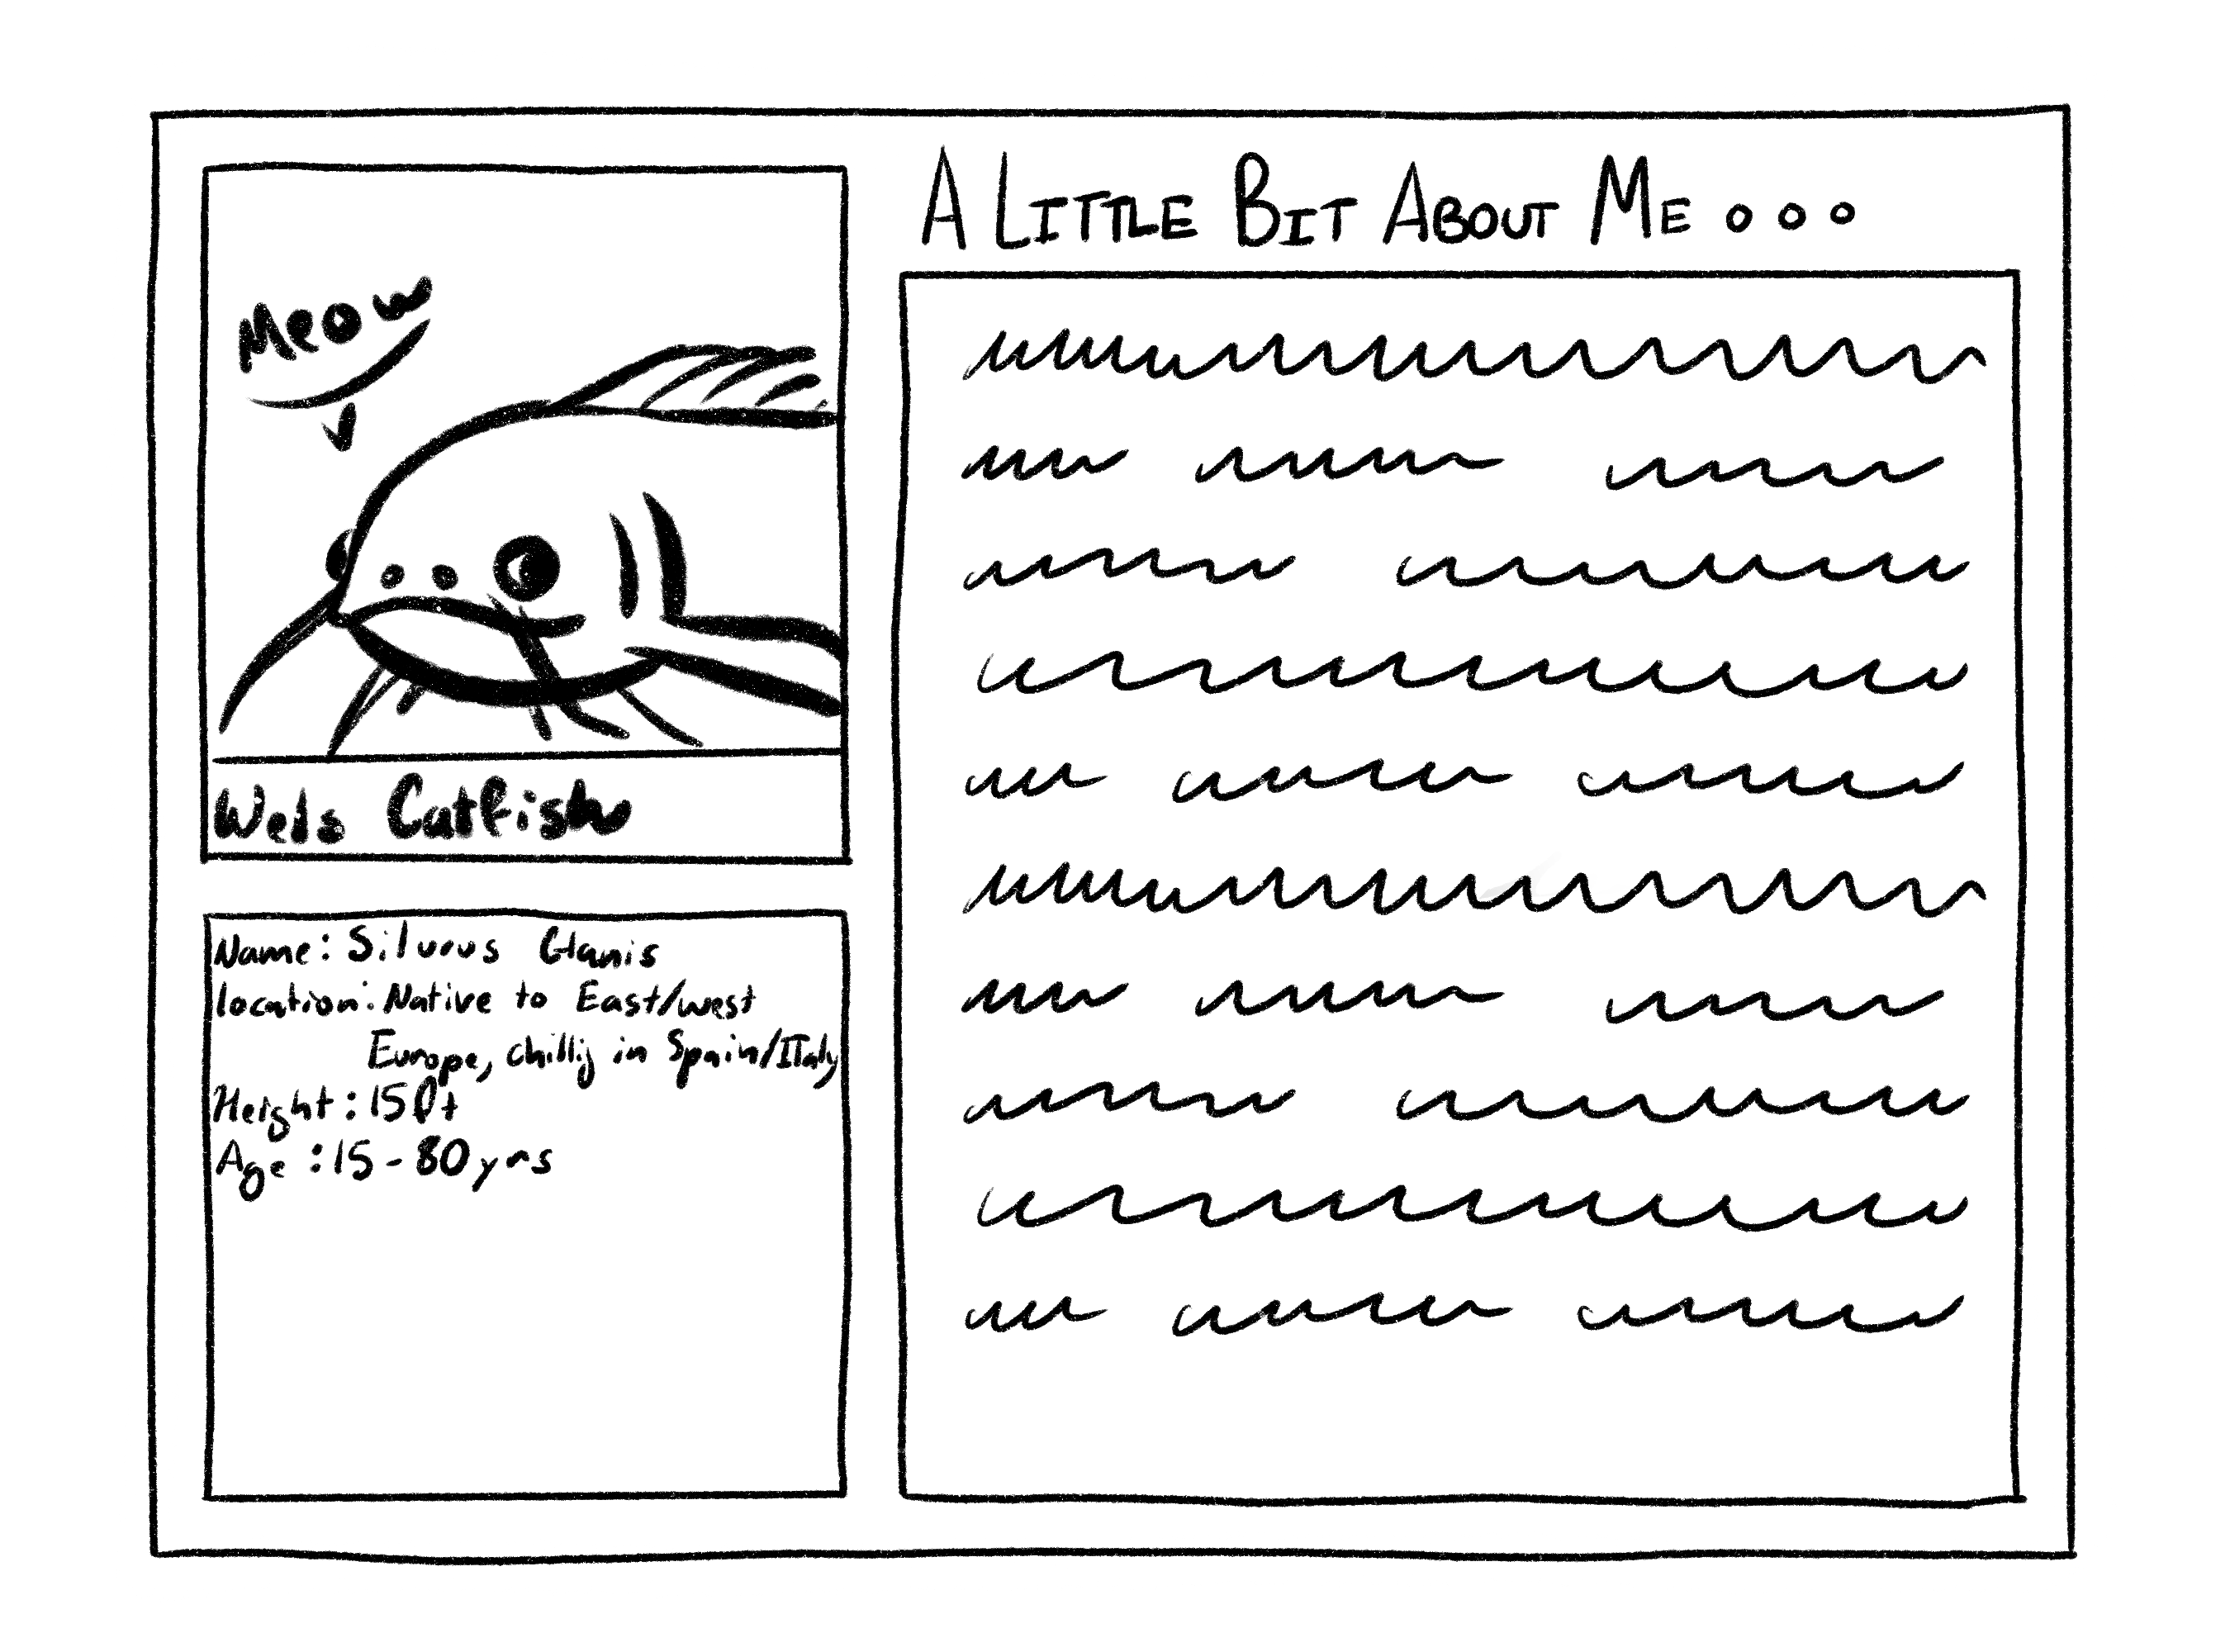 Meow
Wels Catfish
Name: Silurus Glanis
location: Native to East/west
Europe, chillij in Spain/ITaly
Height: 15ft
Age: 15-80yrs
A LITTLE BIT ABOUT ME...